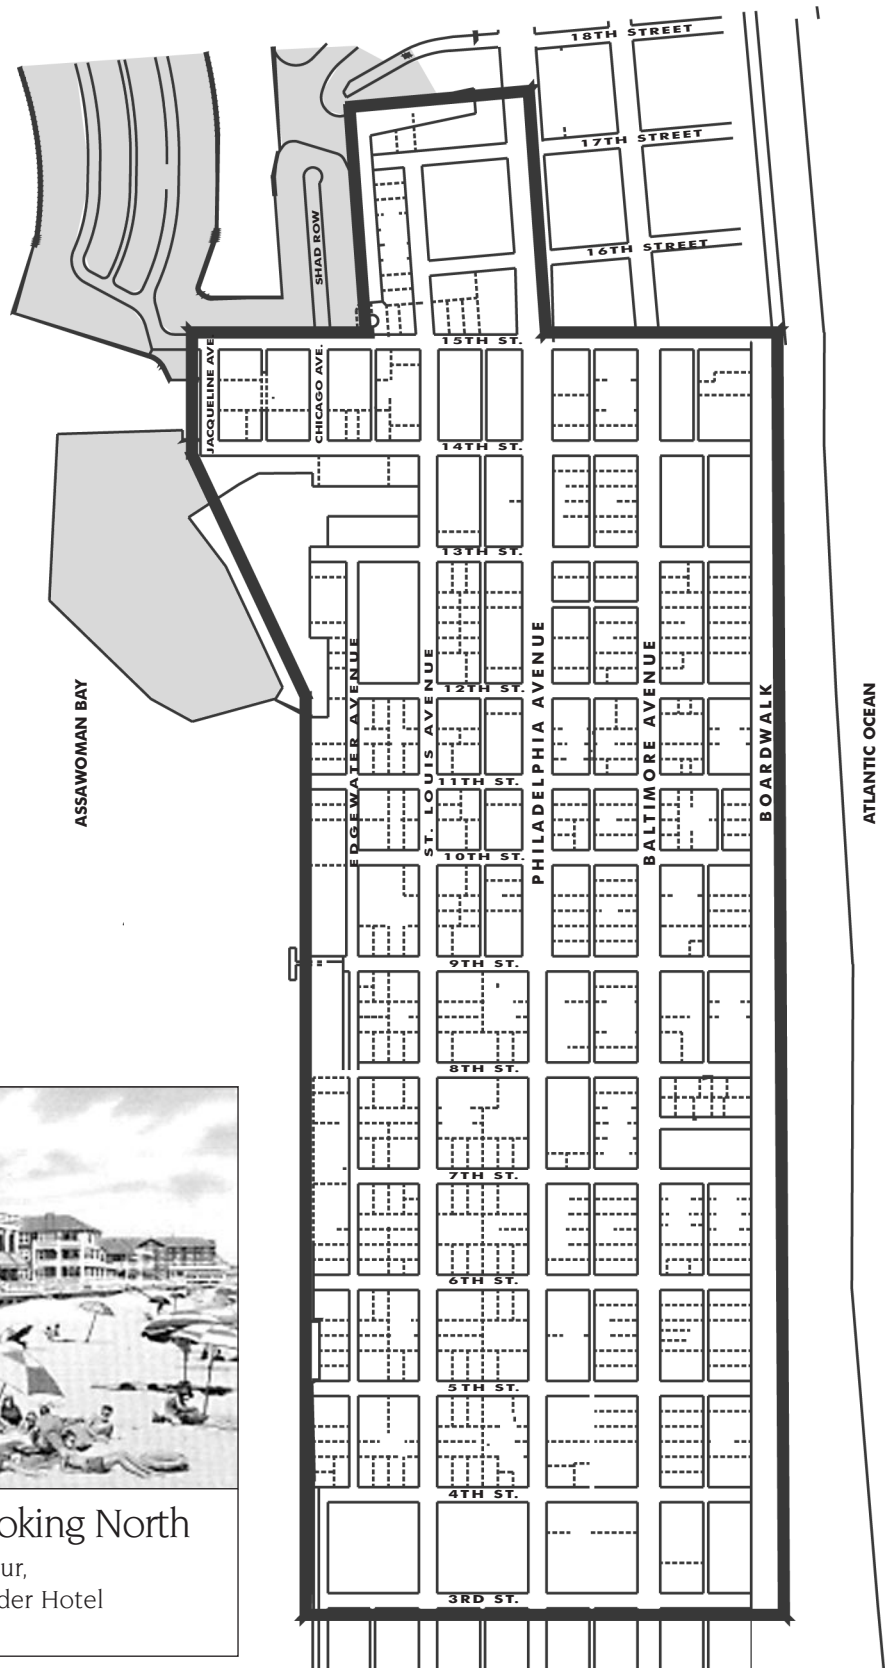 18TH STREET
17TH STREET
16TH STREET
SHAD ROW
15TH ST.
JACQUELINE AVE.
CHICAGO AVE.
14TH ST.
13TH ST.
EDGEWATER AVENUE
ST. LOUIS AVENUE
PHILADELPHIA AVENUE
BALTIMORE AVENUE
BOARDWALK
ASSAWOMAN BAY
ATLANTIC OCEAN
12TH ST.
11TH ST.
10TH ST.
9TH ST.
8TH ST.
7TH ST.
6TH ST.
5TH ST.
4TH ST.
3RD ST.
oking North
ur,
der Hotel